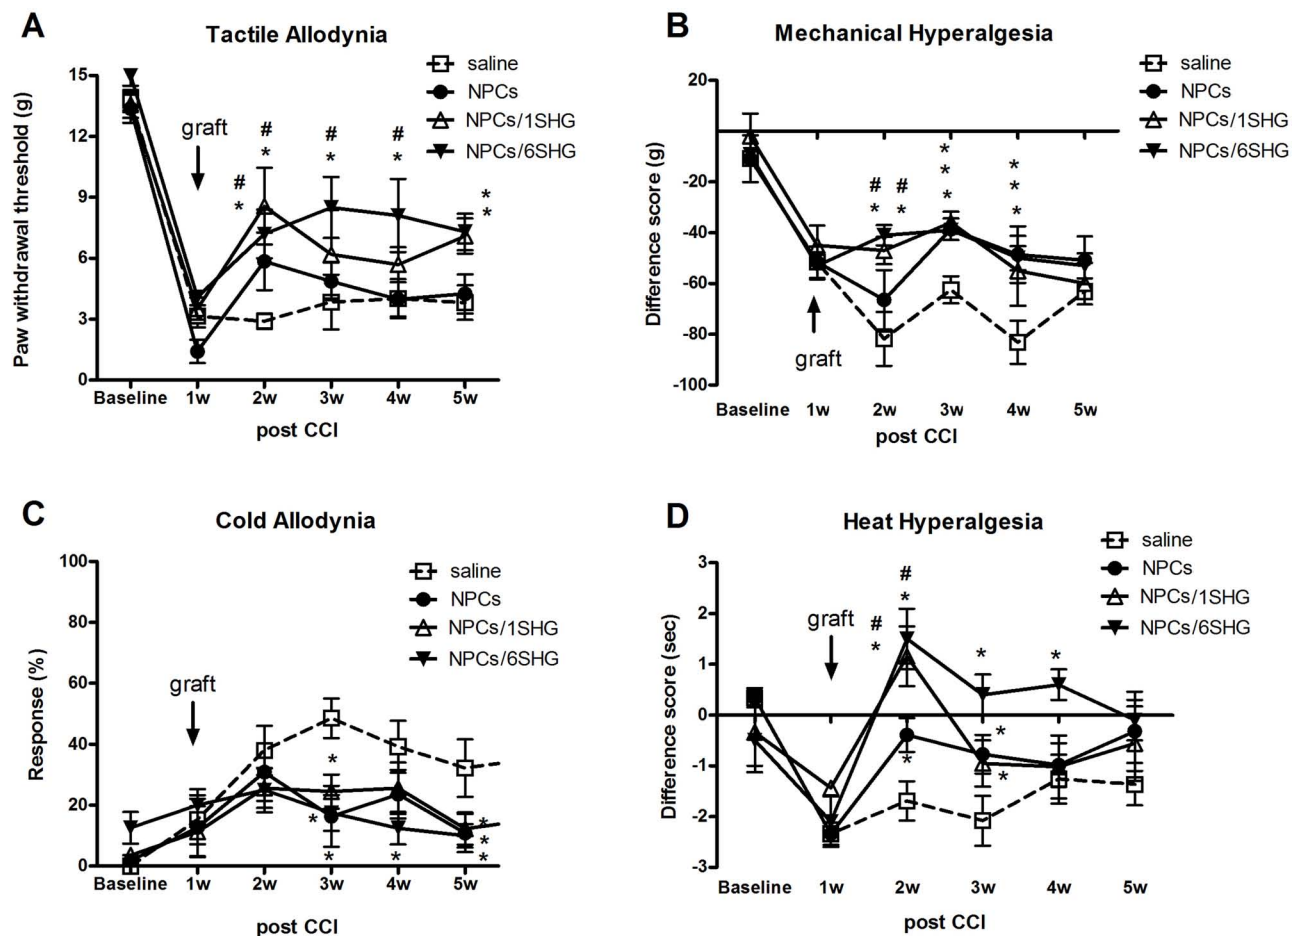 A
Tactile Allodynia
saline
NPCs
NPCs/1SHG
NPCs/6SHG
Paw withdrawal threshold (g)
15
12
9
6
3
0
graft
#
*
#
*
#
*
#
*
*
*
Baseline 1w 2w 3w 4w 5w
post CCI
B
Mechanical Hyperalgesia
saline
NPCs
NPCs/1SHG
NPCs/6SHG
Difference score (g)
20
-20
-40
-60
-80
-100
graft
# #
* *
*
*
*
*
*
*
Baseline 1w 2w 3w 4w 5w
post CCI
C
Cold Allodynia
saline
NPCs
NPCs/1SHG
NPCs/6SHG
Response (%)
100
80
60
40
20
0
graft
*
*
*
*
*
*
*
Baseline 1w 2w 3w 4w 5w
post CCI
D
Heat Hyperalgesia
saline
NPCs
NPCs/1SHG
NPCs/6SHG
Difference score (sec)
3
2
1
0
-1
-2
-3
graft
#
*
#
*
*
*
*
*
*
Baseline 1w 2w 3w 4w 5w
post CCI